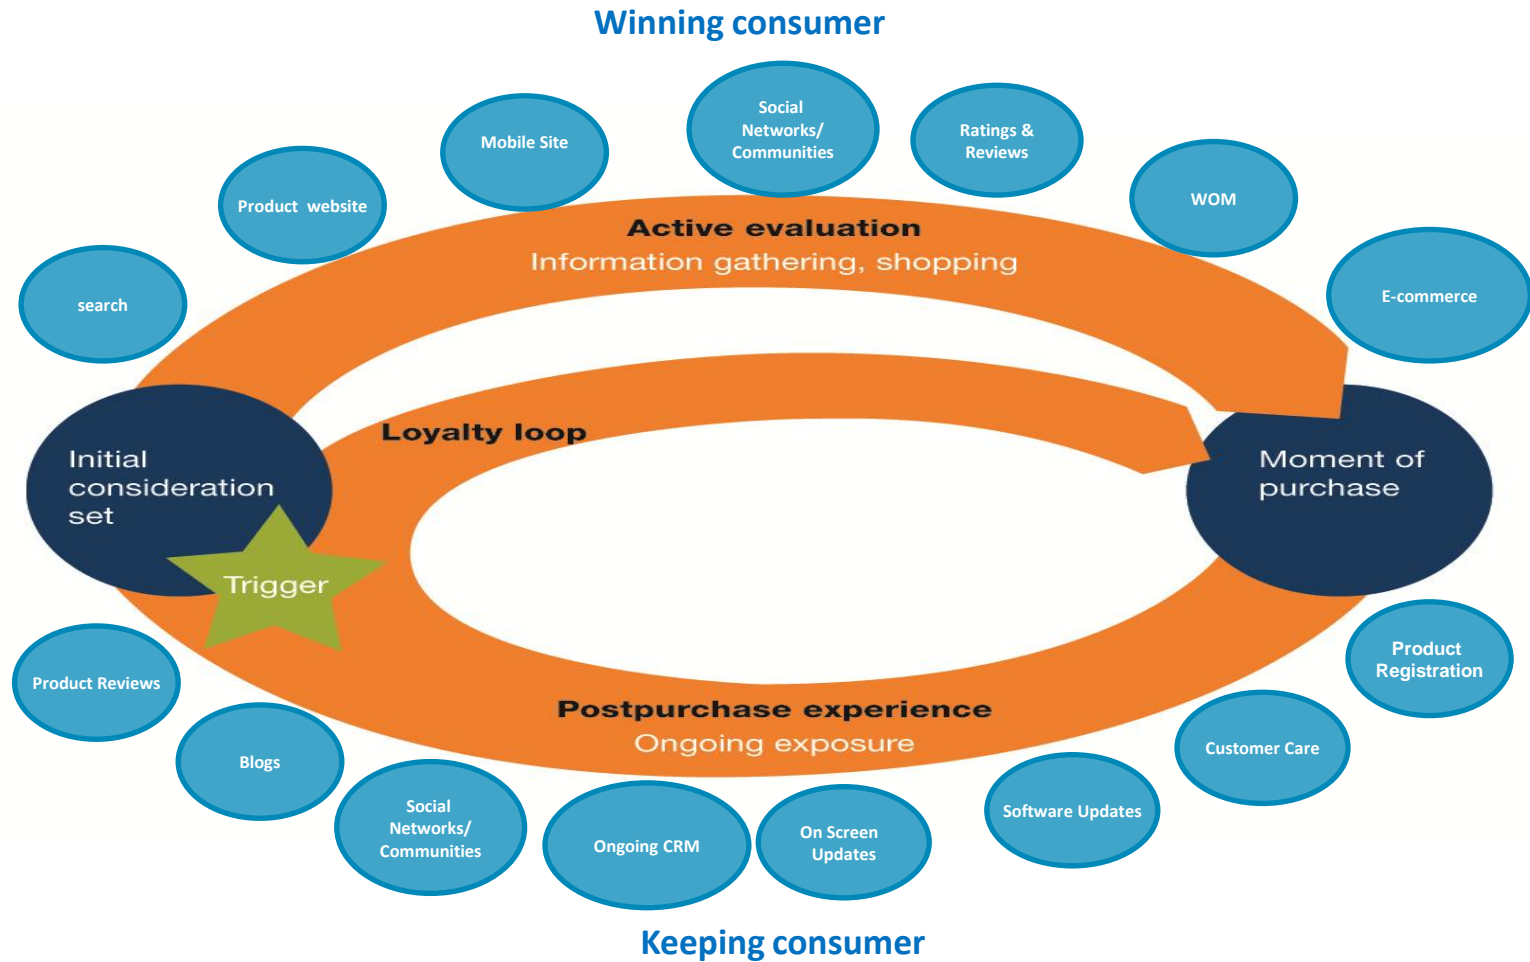 Winning consumer
Social
Networks/
Communities
Ratings &
Reviews
Mobile Site
WOM
Product website
Active evaluation
Information gathering, shopping
search
E-commerce
Loyalty loop
Initial
consideration
set
Moment of
purchase
Trigger
Product
Registration
Product Reviews
Postpurchase experience
Ongoing exposure
Customer Care
Blogs
Software Updates
Social
Networks/
Communities
Ongoing CRM
On Screen
Updates
Keeping consumer